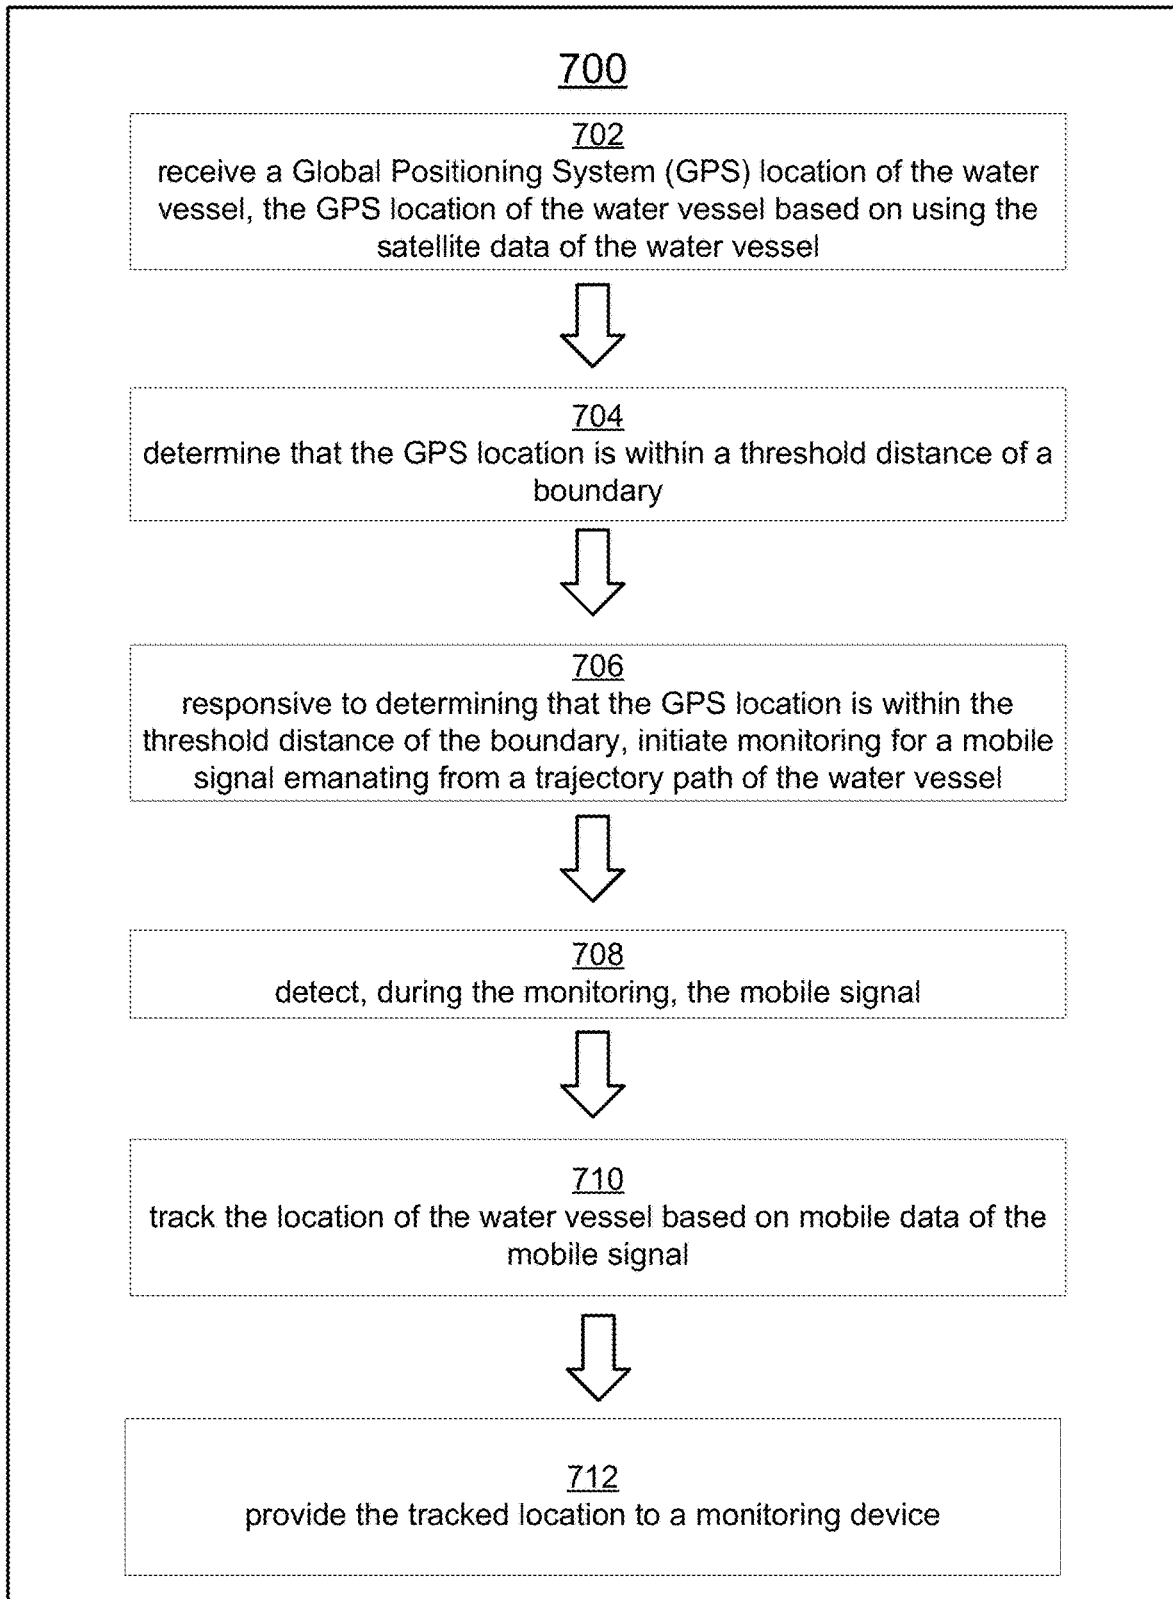 700
702
receive a Global Positioning System (GPS) location of the water
vessel, the GPS location of the water vessel based on using the
satellite data of the water vessel
704
determine that the GPS location is within a threshold distance of a
boundary
706
responsive to determining that the GPS location is within the
threshold distance of the boundary, initiate monitoring for a mobile
signal emanating from a trajectory path of the water vessel
708
detect, during the monitoring, the mobile signal
710
track the location of the water vessel based on mobile data of the
mobile signal
712
provide the tracked location to a monitoring device